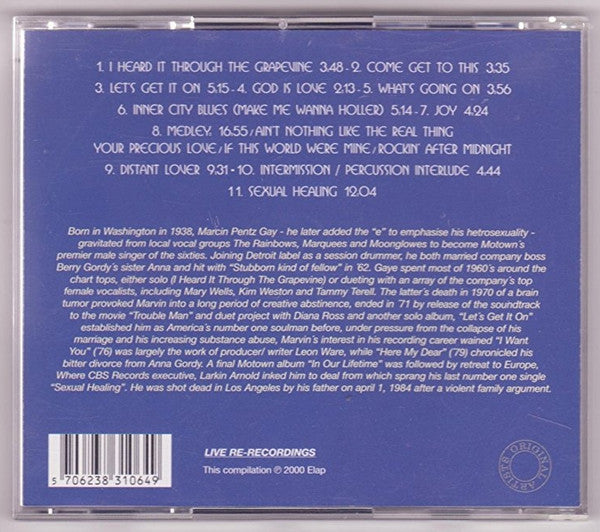 1. I HEARD IT THROUGH THE GRAPEVINE 3.48 - 2. COME GET TO THIS 3.35
3. LET'S GET IT ON 5.15 - 4. GOD IS LOVE 2.13 - 5. WHAT'S GOING ON 3.56
6. INNER CITY BLUES (MAKE ME WANNA HOLLER) 5.14 - 7. JOY 4.24
8. MEDLEY. 16.55 / AIN'T NOTHING LIKE THE REAL THING
YOUR PRECIOUS LOVE / IF THIS WORLD WERE MINE / ROCKIN' AFTER MIDNIGHT
9. DISTANT LOVER 9.31 - 10. INTERMISSION / PERCUSSION INTERLUDE 4.44
11. SEXUAL HEALING 12.04
Born in Washington in 1938, Marcin Pentz Gay - he later added the "e" to emphasise his hetrosexuality -
gravitated from local vocal groups The Rainbows, Marquees and Moonglowes to become Motown's
premier male singer of the sixties. Joining Detroit label as a session drummer, he both married company boss
Berry Gordy's sister Anna and hit with "Stubborn kind of fellow" in '62. Gaye spent most of 1960's around the
chart tops, either solo (I Heard It Through The Grapevine) or dueting with an array of the company's top
female vocalists, including Mary Wells, Kim Weston and Tammy Terell. The latter's death in 1970 of a brain
tumor provoked Marvin into a long period of creative abstinence, ended in '71 by release of the soundtrack
to the movie "Trouble Man" and duet project with Diana Ross and another solo album, "Let's Get It On"
established him as America's number one soulman before, under pressure from the collapse of his
marriage and his increasing substance abuse, Marvin's interest in his recording career wained "I Want
You" ('76) was largely the work of producer/ writer Leon Ware, while "Here My Dear" ('79) chronicled his
bitter divorce from Anna Gordy. A final Motown album "In Our Lifetime" was followed by retreat to Europe,
Where CBS Records executive, Larkin Arnold inked him to deal from which sprang his last number one single
"Sexual Healing". He was shot dead in Los Angeles by his father on april 1, 1984 after a violent family argument.
5 706238 310649
LIVE RE-RECORDINGS
This compilation ℗ 2000 Elap
ORIGINAL ARTISTS